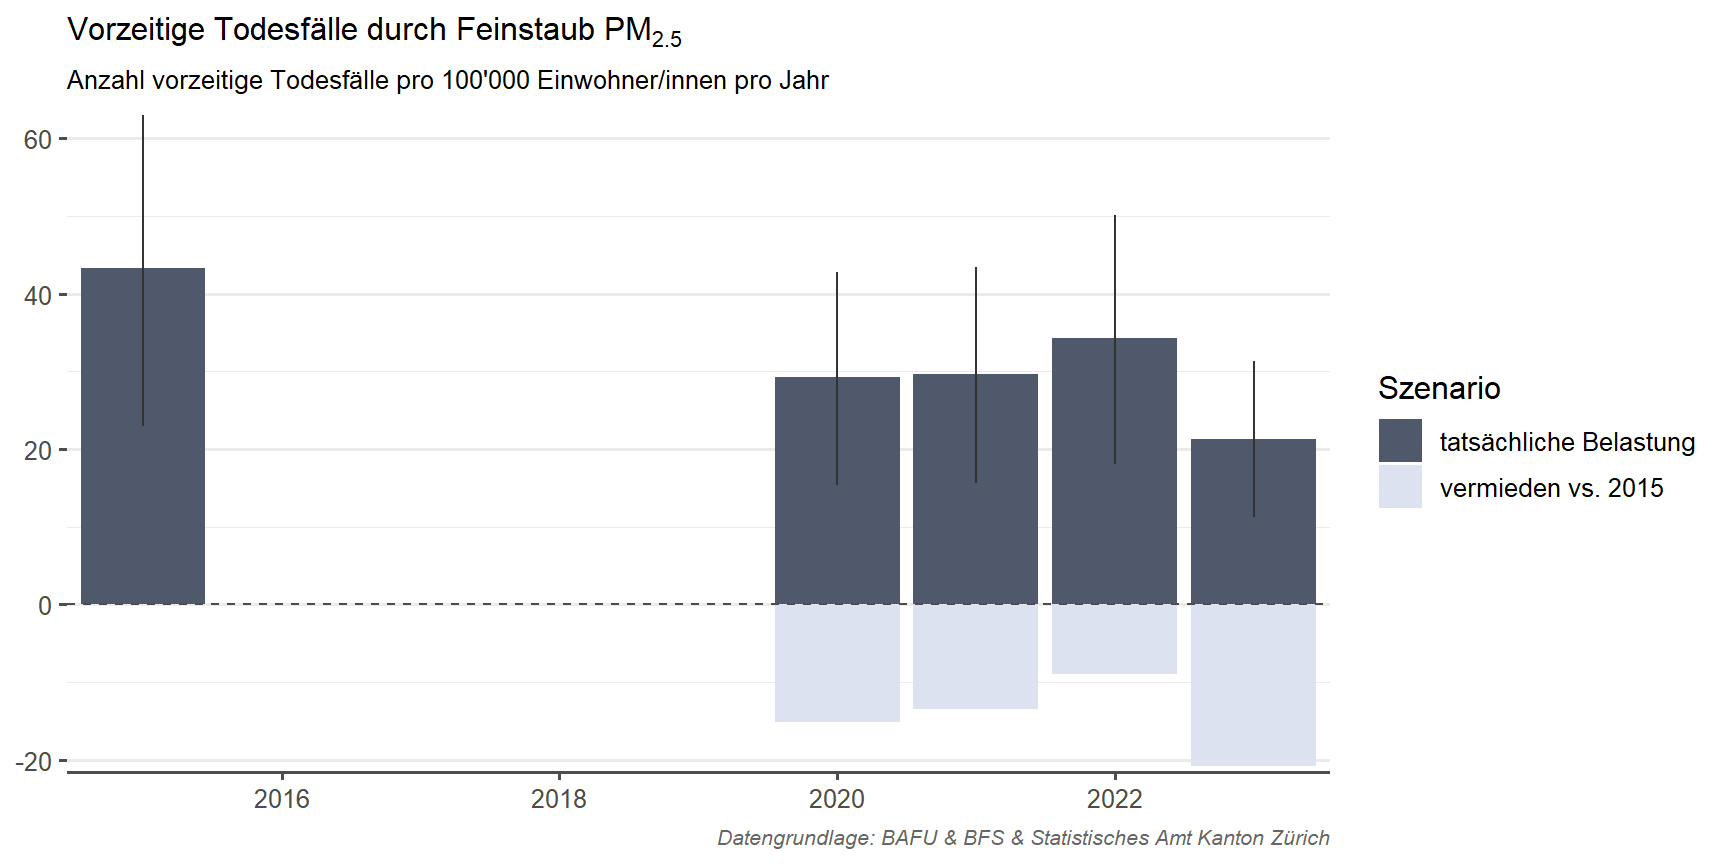 Vorzeitige Todesfälle durch Feinstaub PM2.5
Anzahl vorzeitige Todesfälle pro 100'000 Einwohner/innen pro Jahr
60
40
20
0
-20
2016
2018
2020
2022
Szenario
tatsächliche Belastung
vermieden vs. 2015
Datengrundlage: BAFU & BFS & Statistisches Amt Kanton Zürich